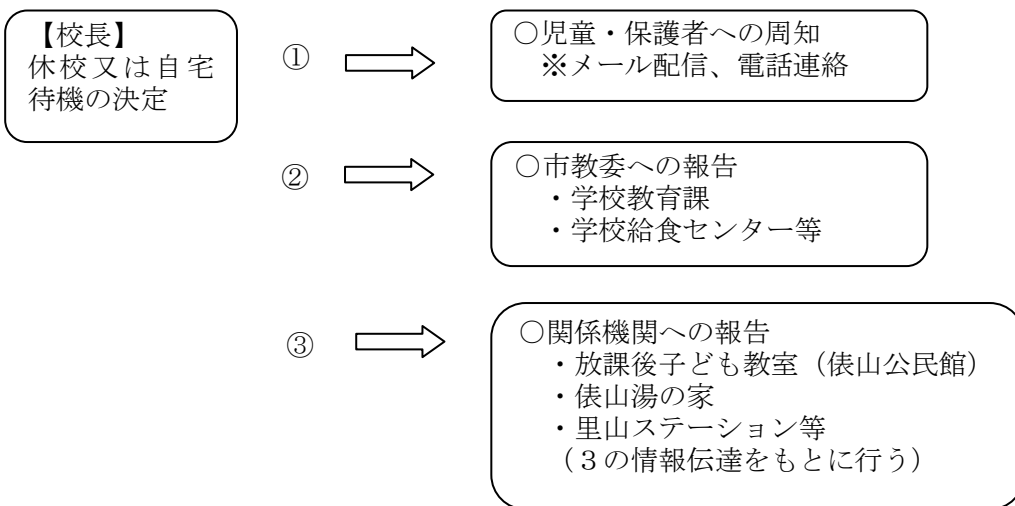 【校長】
休校又は自宅
待機の決定
①
○児童・保護者への周知
※メール配信、電話連絡
②
○市教委への報告
・学校教育課
・学校給食センター等
③
○関係機関への報告
・放課後子ども教室（俵山公民館）
・俵山湯の家
・里山ステーション等
（３の情報伝達をもとに行う）